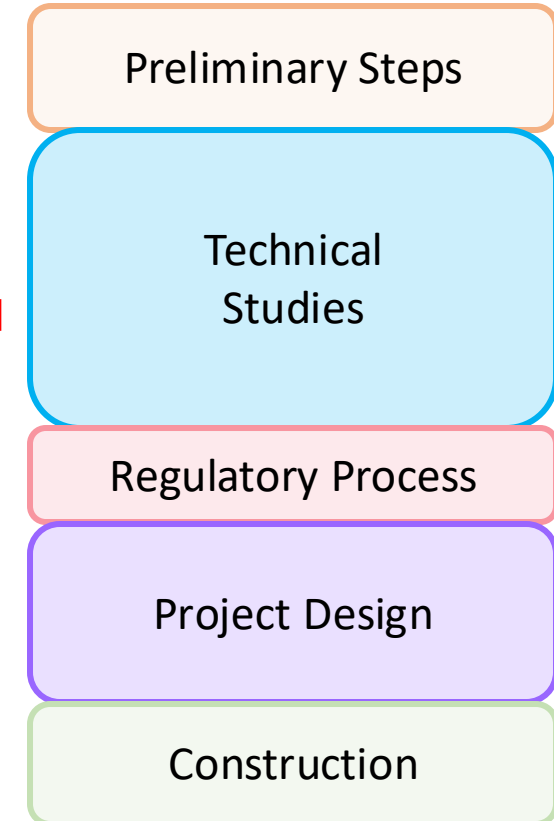 Preliminary Steps
Technical
Studies
Regulatory Process
Project Design
Construction